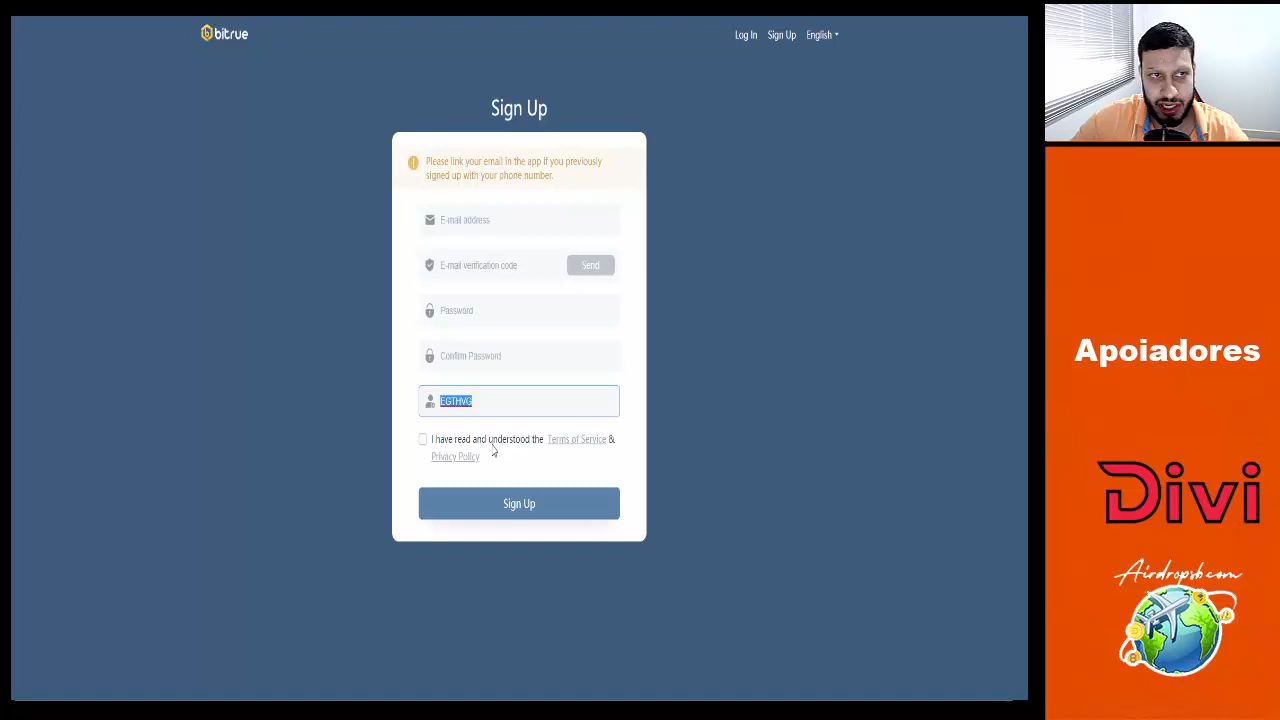 bitrue
Log In Sign Up English
Sign Up
Please link your email in the app if you previously
signed up with your phone number.
E-mail address
E-mail verification code Send
Password
Confirm Password
EGTHVG
I have read and understood the Terms of Service &
Privacy Policy
Sign Up
Apoiadores
Divi
Airdropsb.com